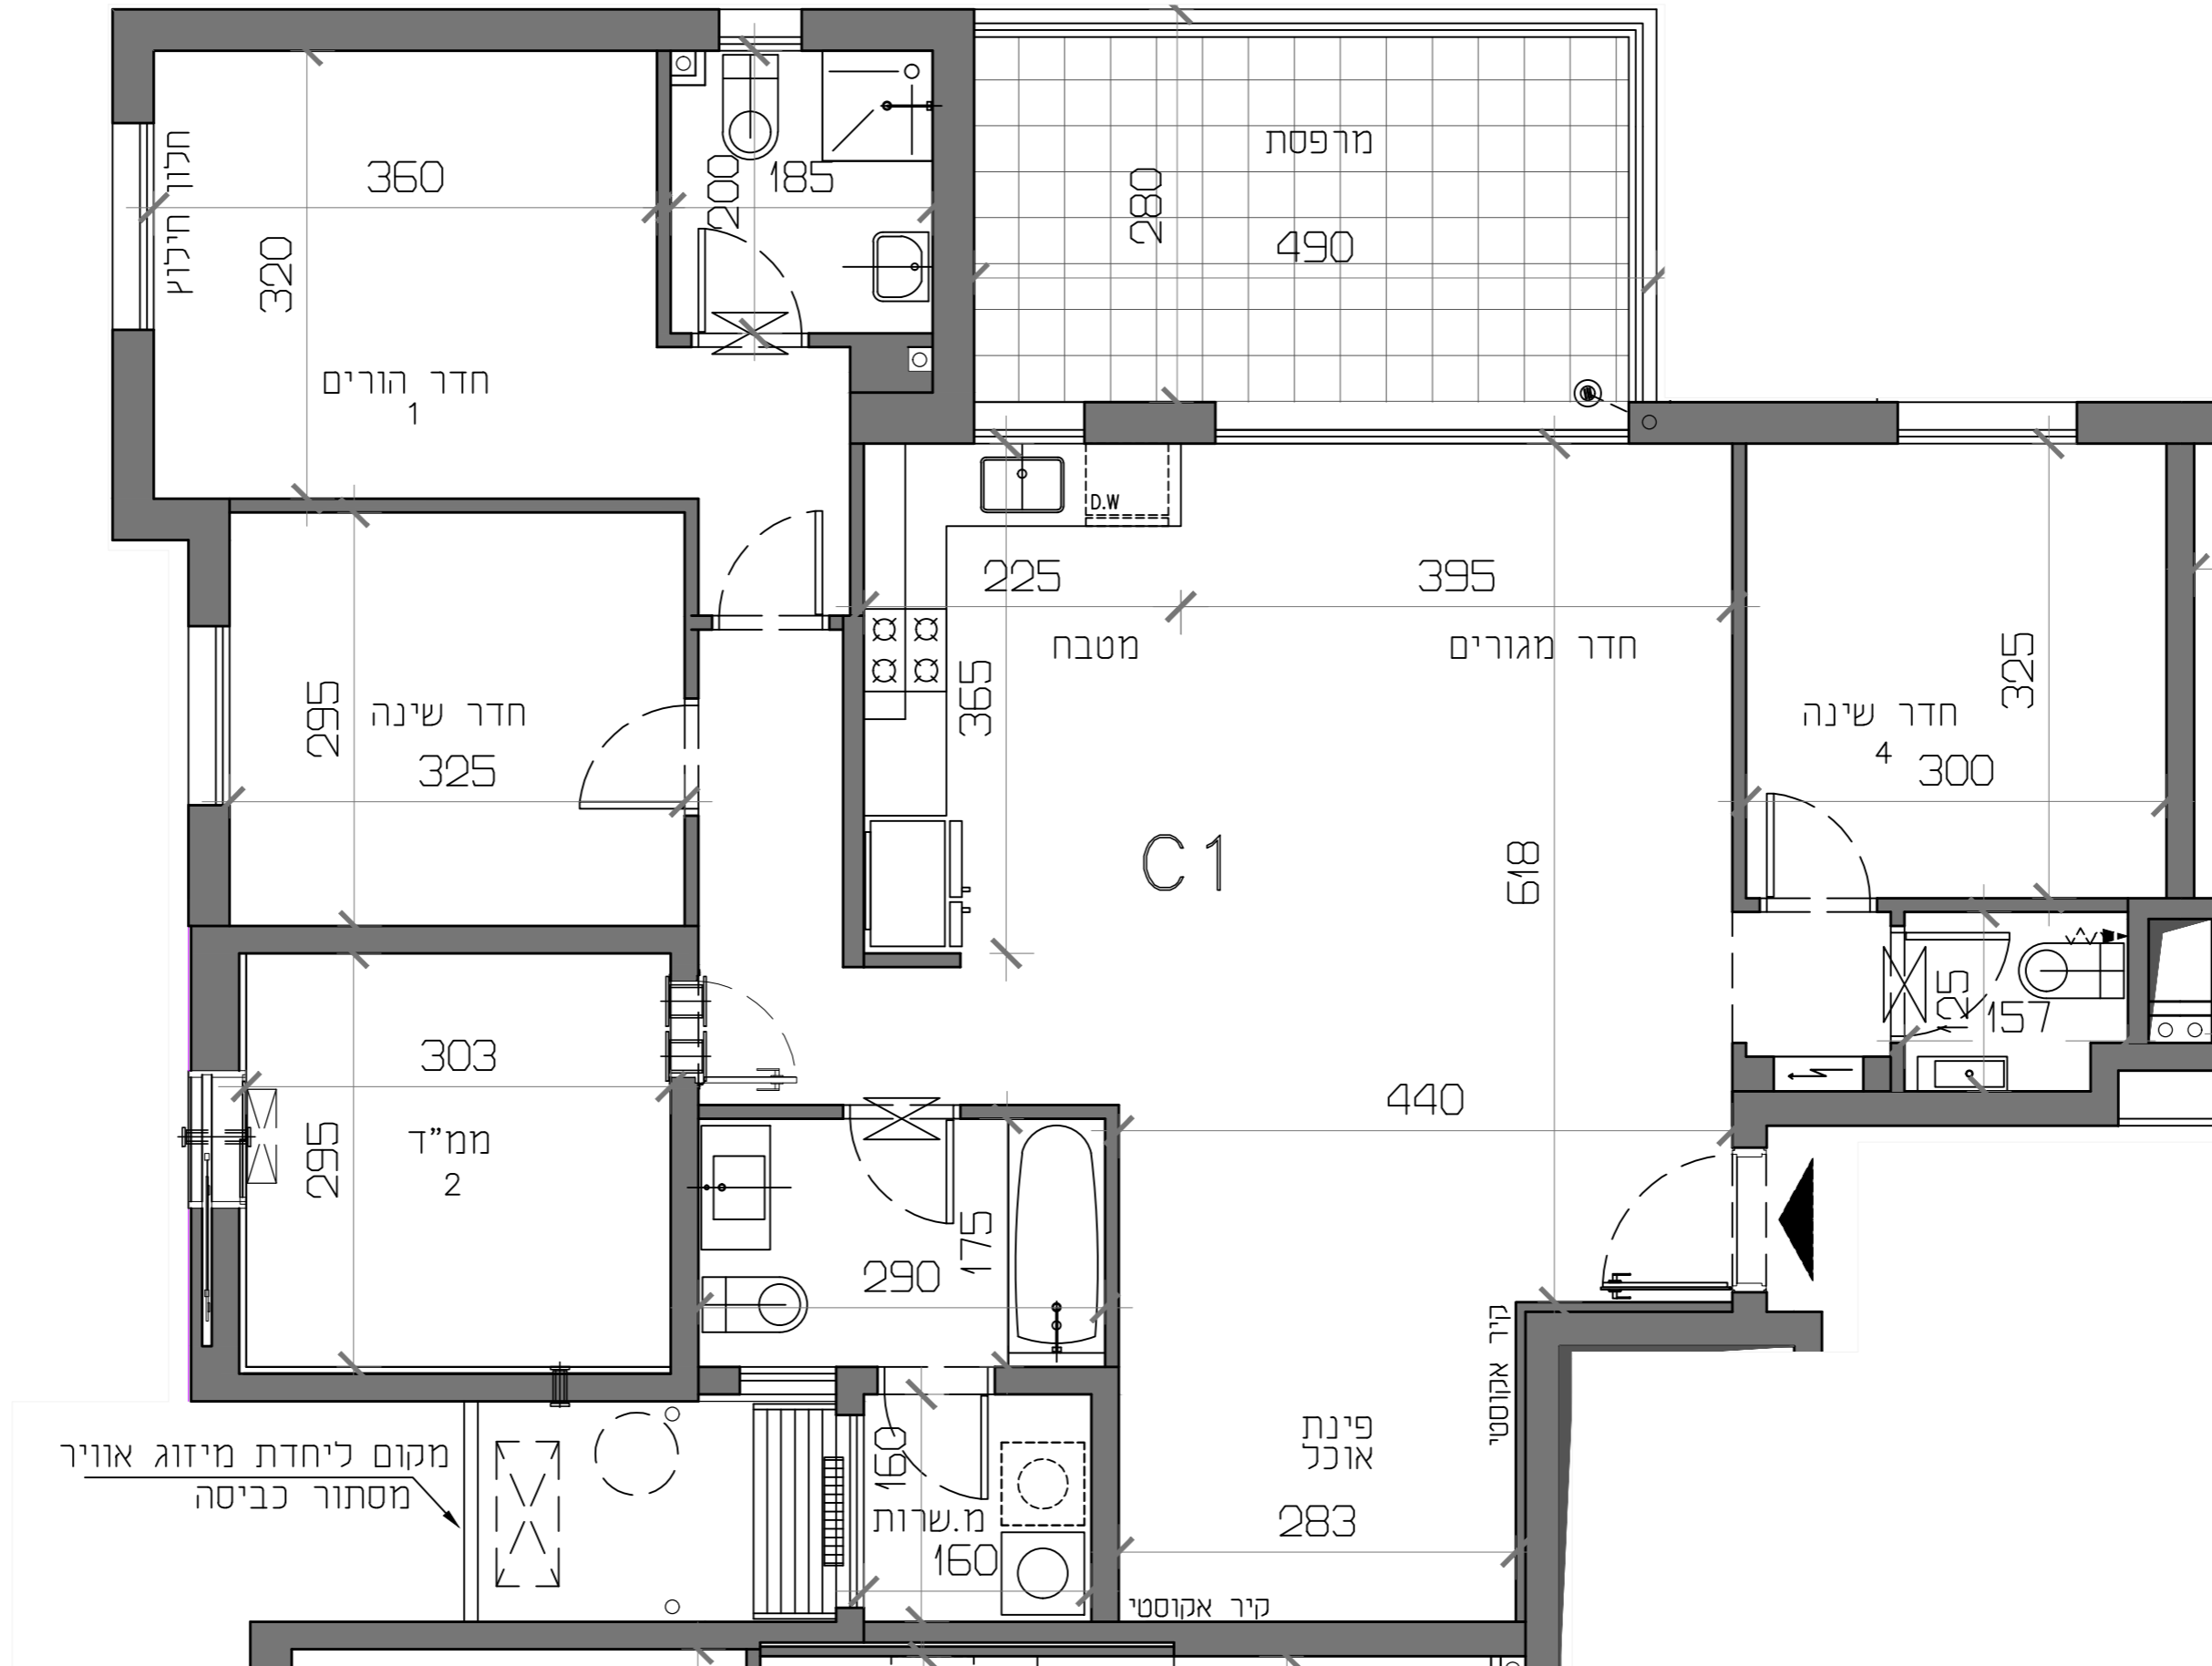 מרפסת
280
490
חלון חילוץ
360
320
200
185
חדר הורים
1
D.W
225
395
מטבח
חדר מגורים
365
325
חדר שינה
4
300
295
חדר שינה
325
C1
618
125
157
303
295
ממ"ד
2
440
175
290
קיר אקוסטי
פינת
אוכל
283
מקום ליחדת מיזוג אוויר
מסתור כביסה
160
מ.שרות
160
קיר אקוסטי